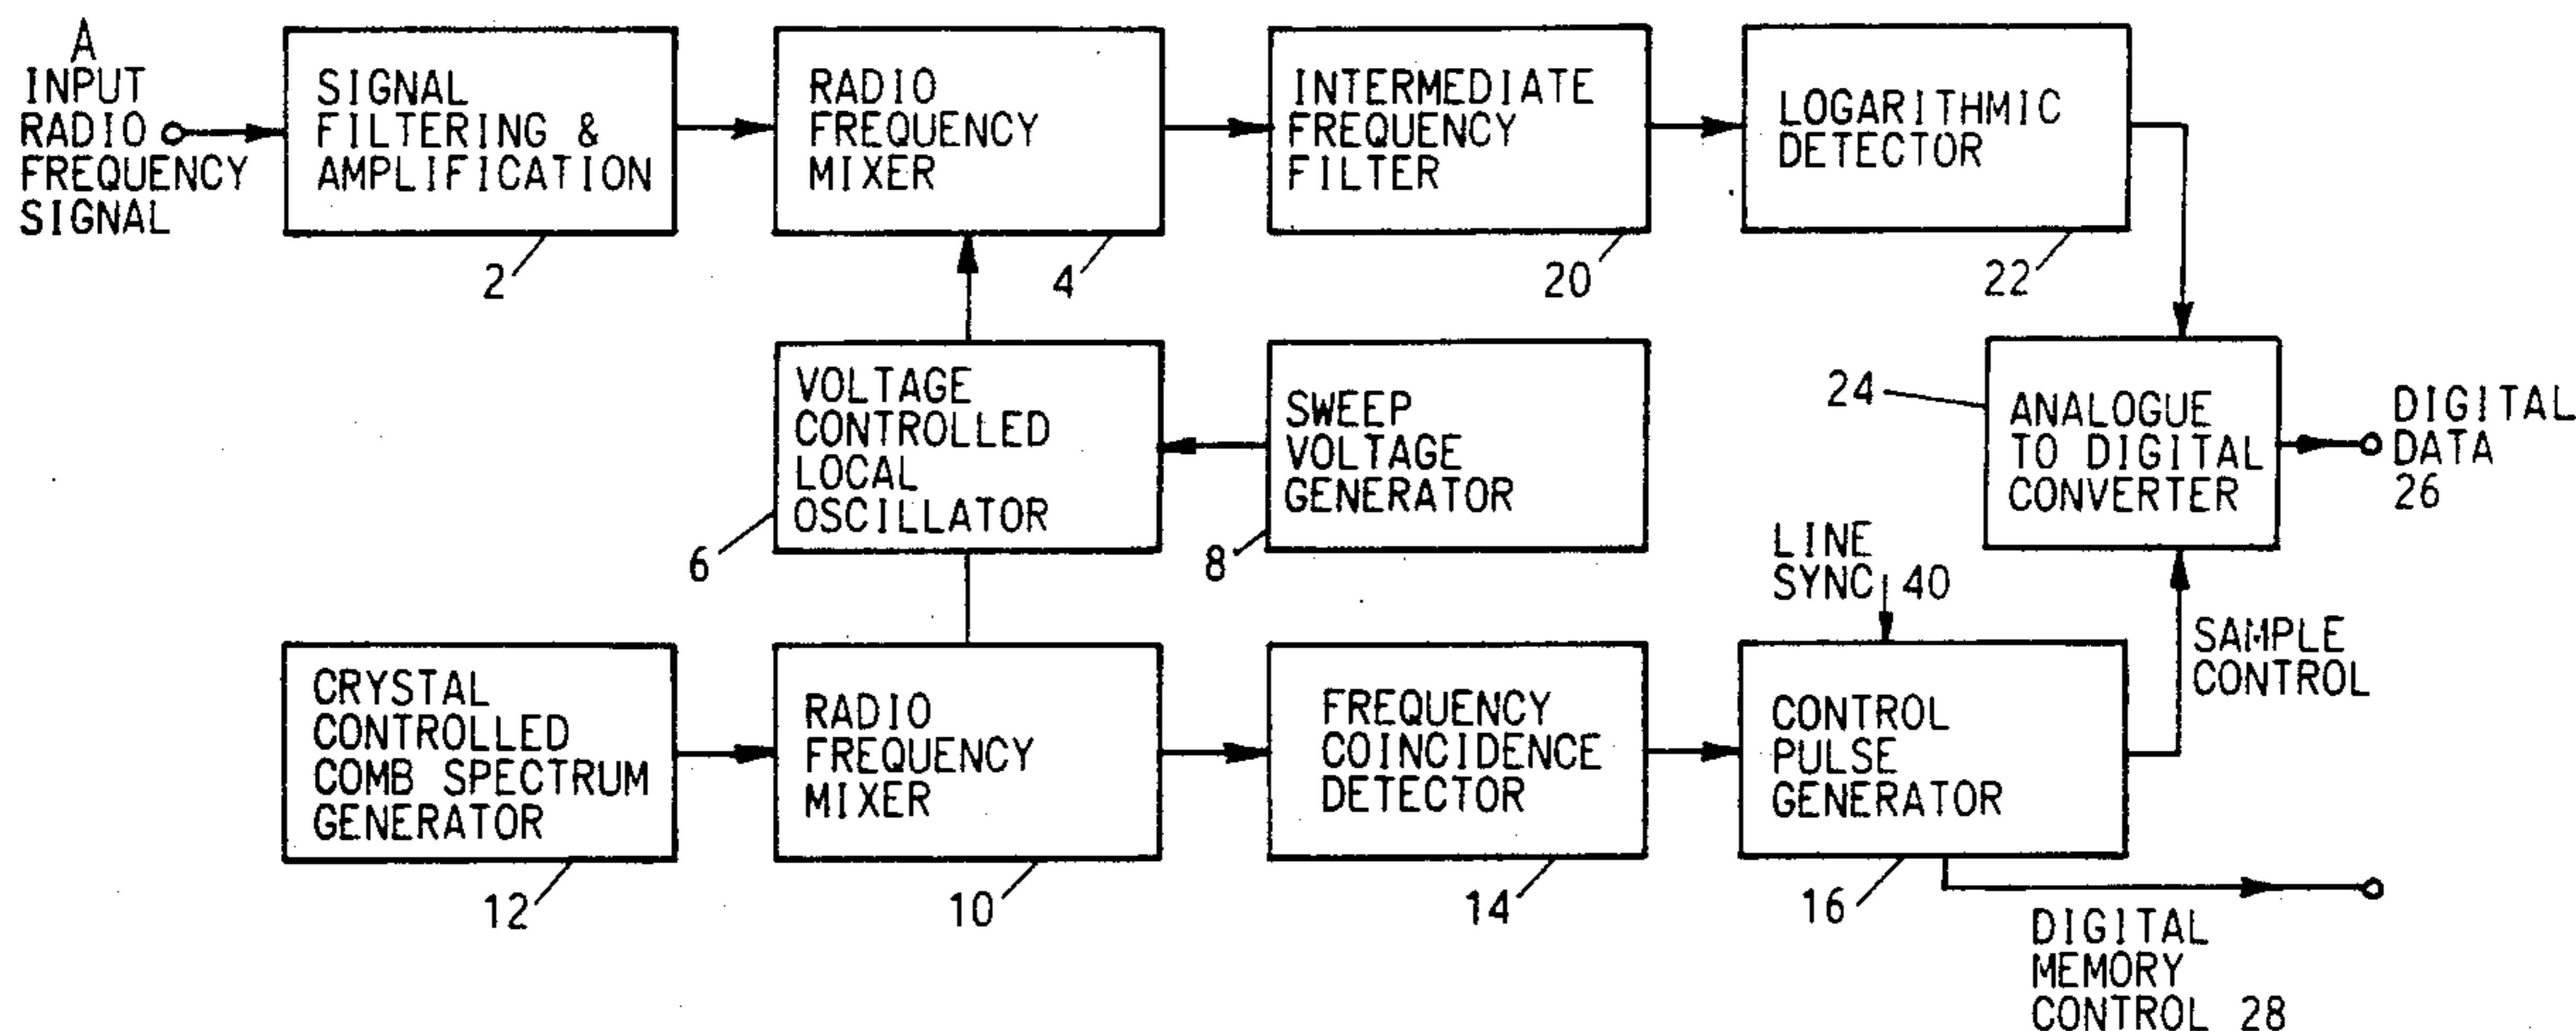 A
INPUT
RADIO
FREQUENCY
SIGNAL
SIGNAL
FILTERING &
AMPLIFICATION
2
RADIO
FREQUENCY
MIXER
4
INTERMEDIATE
FREQUENCY
FILTER
20
LOGARITHMIC
DETECTOR
22
VOLTAGE
CONTROLLED
LOCAL
OSCILLATOR
6
SWEEP
VOLTAGE
GENERATOR
8
24
ANALOGUE
TO DIGITAL
CONVERTER
DIGITAL
DATA
26
LINE
SYNC 40
SAMPLE
CONTROL
CRYSTAL
CONTROLLED
COMB SPECTRUM
GENERATOR
12
RADIO
FREQUENCY
MIXER
10
FREQUENCY
COINCIDENCE
DETECTOR
14
CONTROL
PULSE
GENERATOR
16
DIGITAL
MEMORY
CONTROL 28